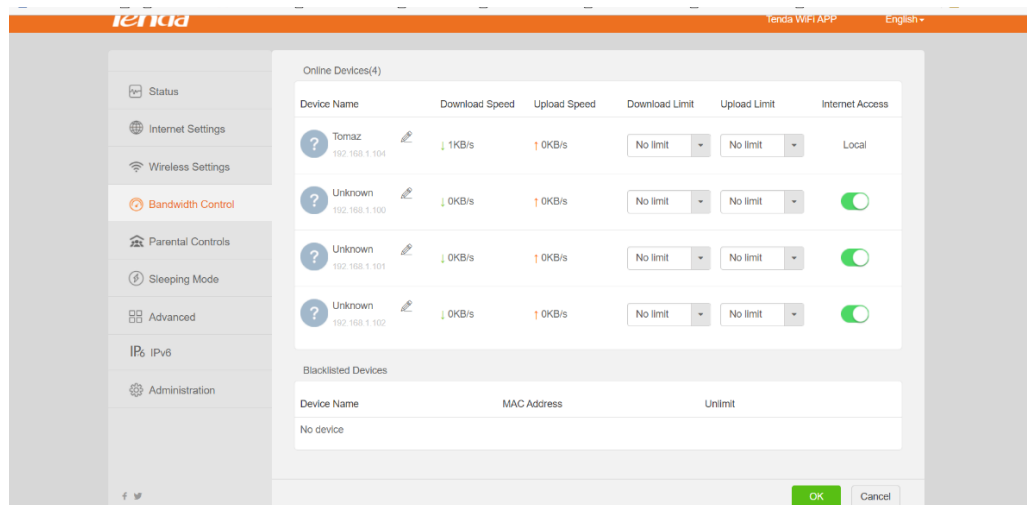 Tenda Tenda WiFi APP English
Online Devices(4)
Status
Device Name Download Speed Upload Speed Download Limit Upload Limit Internet Access
Internet Settings
Tomaz
192.168.1.104
↓ 1KB/s ↑ 0KB/s No limit No limit Local
Wireless Settings
Unknown
192.168.1.100
↓ 0KB/s ↑ 0KB/s No limit No limit
Bandwidth Control
Parental Controls
Unknown
192.168.1.101
↓ 0KB/s ↑ 0KB/s No limit No limit
Sleeping Mode
Unknown
192.168.1.102
↓ 0KB/s ↑ 0KB/s No limit No limit
Advanced
IPv6 IPv6
Blacklisted Devices
Administration
Device Name MAC Address Unlimit
No device
OK Cancel